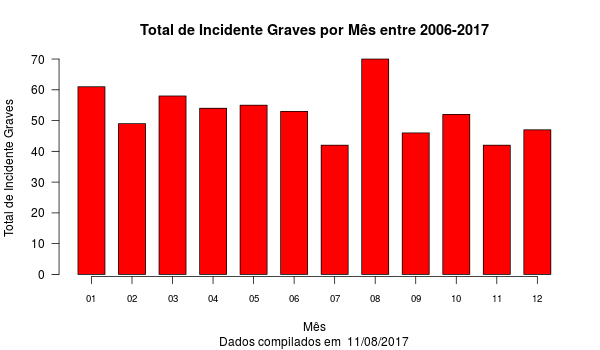 Total de Incidente Graves por Mês entre 2006-2017
Total de Incidente Graves
70
60
50
40
30
20
10
0
01 02 03 04 05 06 07 08 09 10 11 12
Mês
Dados compilados em 11/08/2017